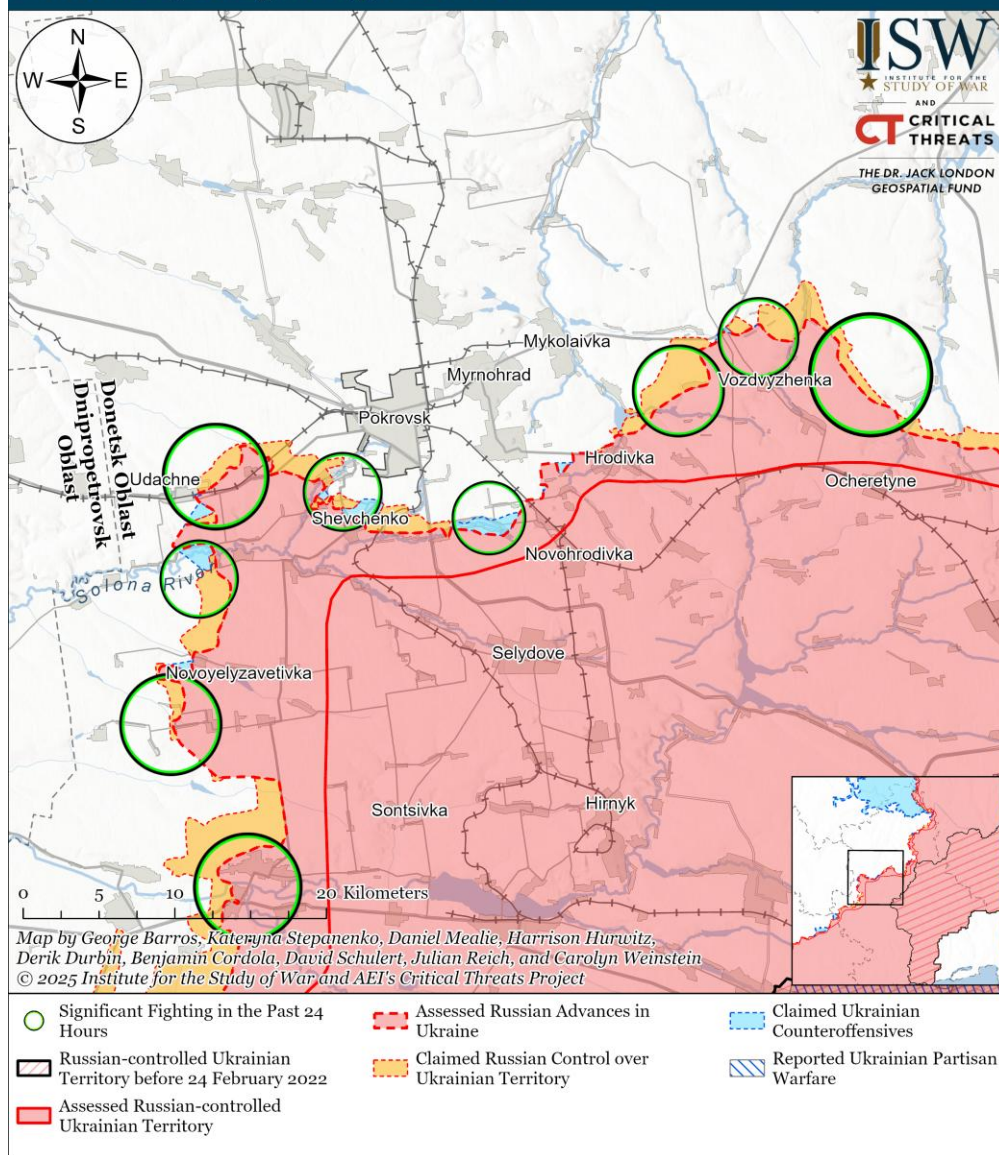 N
W E
S
ISW
INSTITUTE FOR THE
STUDY OF WAR
AND
CT CRITICAL
THREATS
THE DR. JACK LONDON
GEOSPATIAL FUND
Mykolaivka
Myrnohrad
Vozdvyzhenka
Pokrovsk
Donetsk Oblast
Dnipropetrovsk
Oblast
Udachne
Hrodivka
Ocheretyne
Shevchenko
Novohrodivka
Solona River
Selydove
Novoyelyzavetivka
Sontsivka
Hirnyk
0 5 10 20 Kilometers
Map by George Barros, Kateryna Stepanenko, Daniel Mealie, Harrison Hurwitz,
Derik Durbin, Benjamin Cordola, David Schulert, Julian Reich, and Carolyn Weinstein
© 2025 Institute for the Study of War and AEI's Critical Threats Project
Significant Fighting in the Past 24
Hours
Russian-controlled Ukrainian
Territory before 24 February 2022
Assessed Russian-controlled
Ukrainian Territory
Assessed Russian Advances in
Ukraine
Claimed Russian Control over
Ukrainian Territory
Claimed Ukrainian
Counteroffensives
Reported Ukrainian Partisan
Warfare